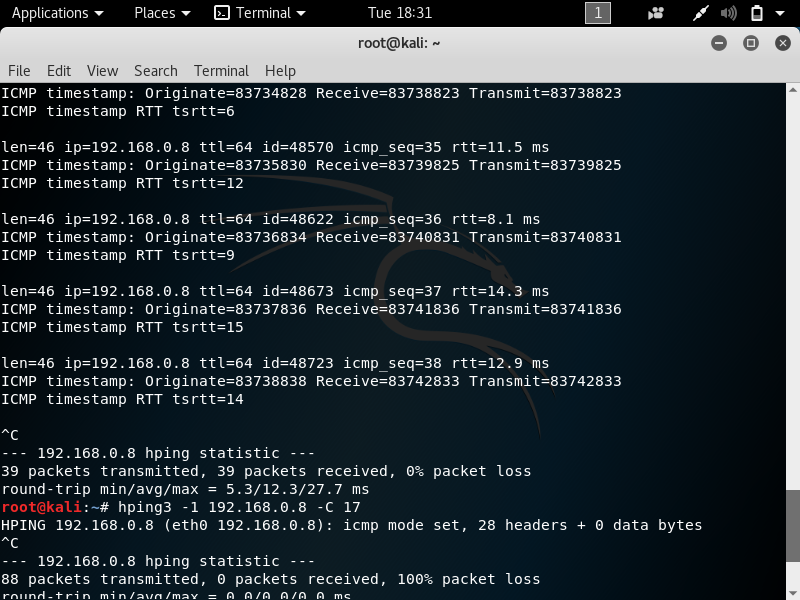 Applications Places Terminal Tue 18:31 1
root@kali: ~
File Edit View Search Terminal Help
ICMP timestamp: Originate=83734828 Receive=83738823 Transmit=83738823
ICMP timestamp RTT tsrtt=6
len=46 ip=192.168.0.8 ttl=64 id=48570 icmp_seq=35 rtt=11.5 ms
ICMP timestamp: Originate=83735830 Receive=83739825 Transmit=83739825
ICMP timestamp RTT tsrtt=12
len=46 ip=192.168.0.8 ttl=64 id=48622 icmp_seq=36 rtt=8.1 ms
ICMP timestamp: Originate=83736834 Receive=83740831 Transmit=83740831
ICMP timestamp RTT tsrtt=9
len=46 ip=192.168.0.8 ttl=64 id=48673 icmp_seq=37 rtt=14.3 ms
ICMP timestamp: Originate=83737836 Receive=83741836 Transmit=83741836
ICMP timestamp RTT tsrtt=15
len=46 ip=192.168.0.8 ttl=64 id=48723 icmp_seq=38 rtt=12.9 ms
ICMP timestamp: Originate=83738838 Receive=83742833 Transmit=83742833
ICMP timestamp RTT tsrtt=14
^C
--- 192.168.0.8 hping statistic ---
39 packets transmitted, 39 packets received, 0% packet loss
round-trip min/avg/max = 5.3/12.3/27.7 ms
root@kali:~# hping3 -1 192.168.0.8 -C 17
HPING 192.168.0.8 (eth0 192.168.0.8): icmp mode set, 28 headers + 0 data bytes
^C
--- 192.168.0.8 hping statistic ---
88 packets transmitted, 0 packets received, 100% packet loss
round-trip min/avg/max = 0.0/0.0/0.0 ms